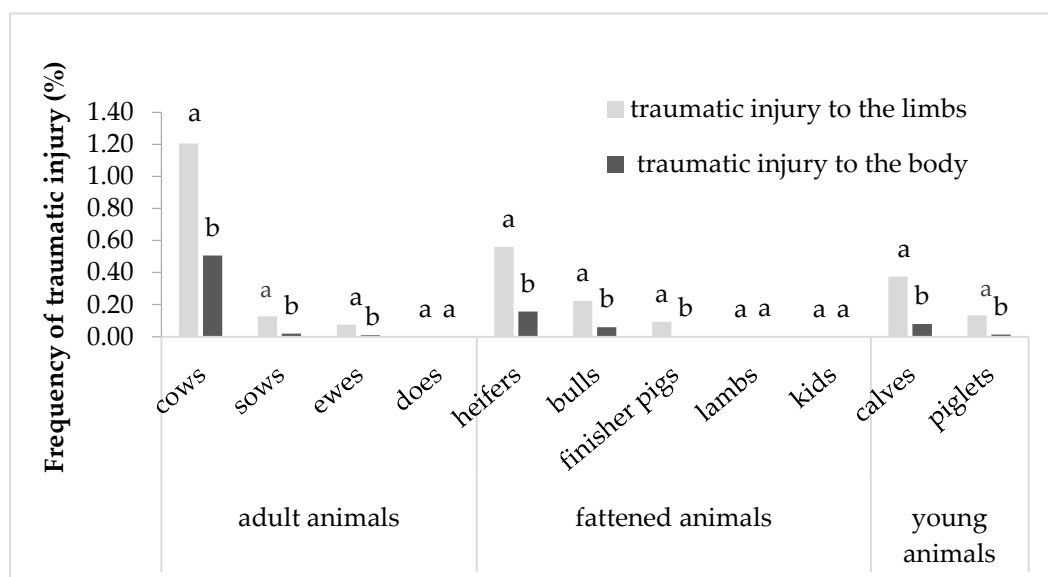 Frequency of traumatic injury (%)
1.40
1.20
1.00
0.80
0.60
0.40
0.20
0.00
traumatic injury to the limbs
traumatic injury to the body
a
b
a
b
a
b
a a
a
b
a
b
a
b
a a
a a
a
b
a
b
cows
sows
ewes
does
heifers
bulls
finisher pigs
lambs
kids
calves
piglets
adult animals
fattened animals
young
animals